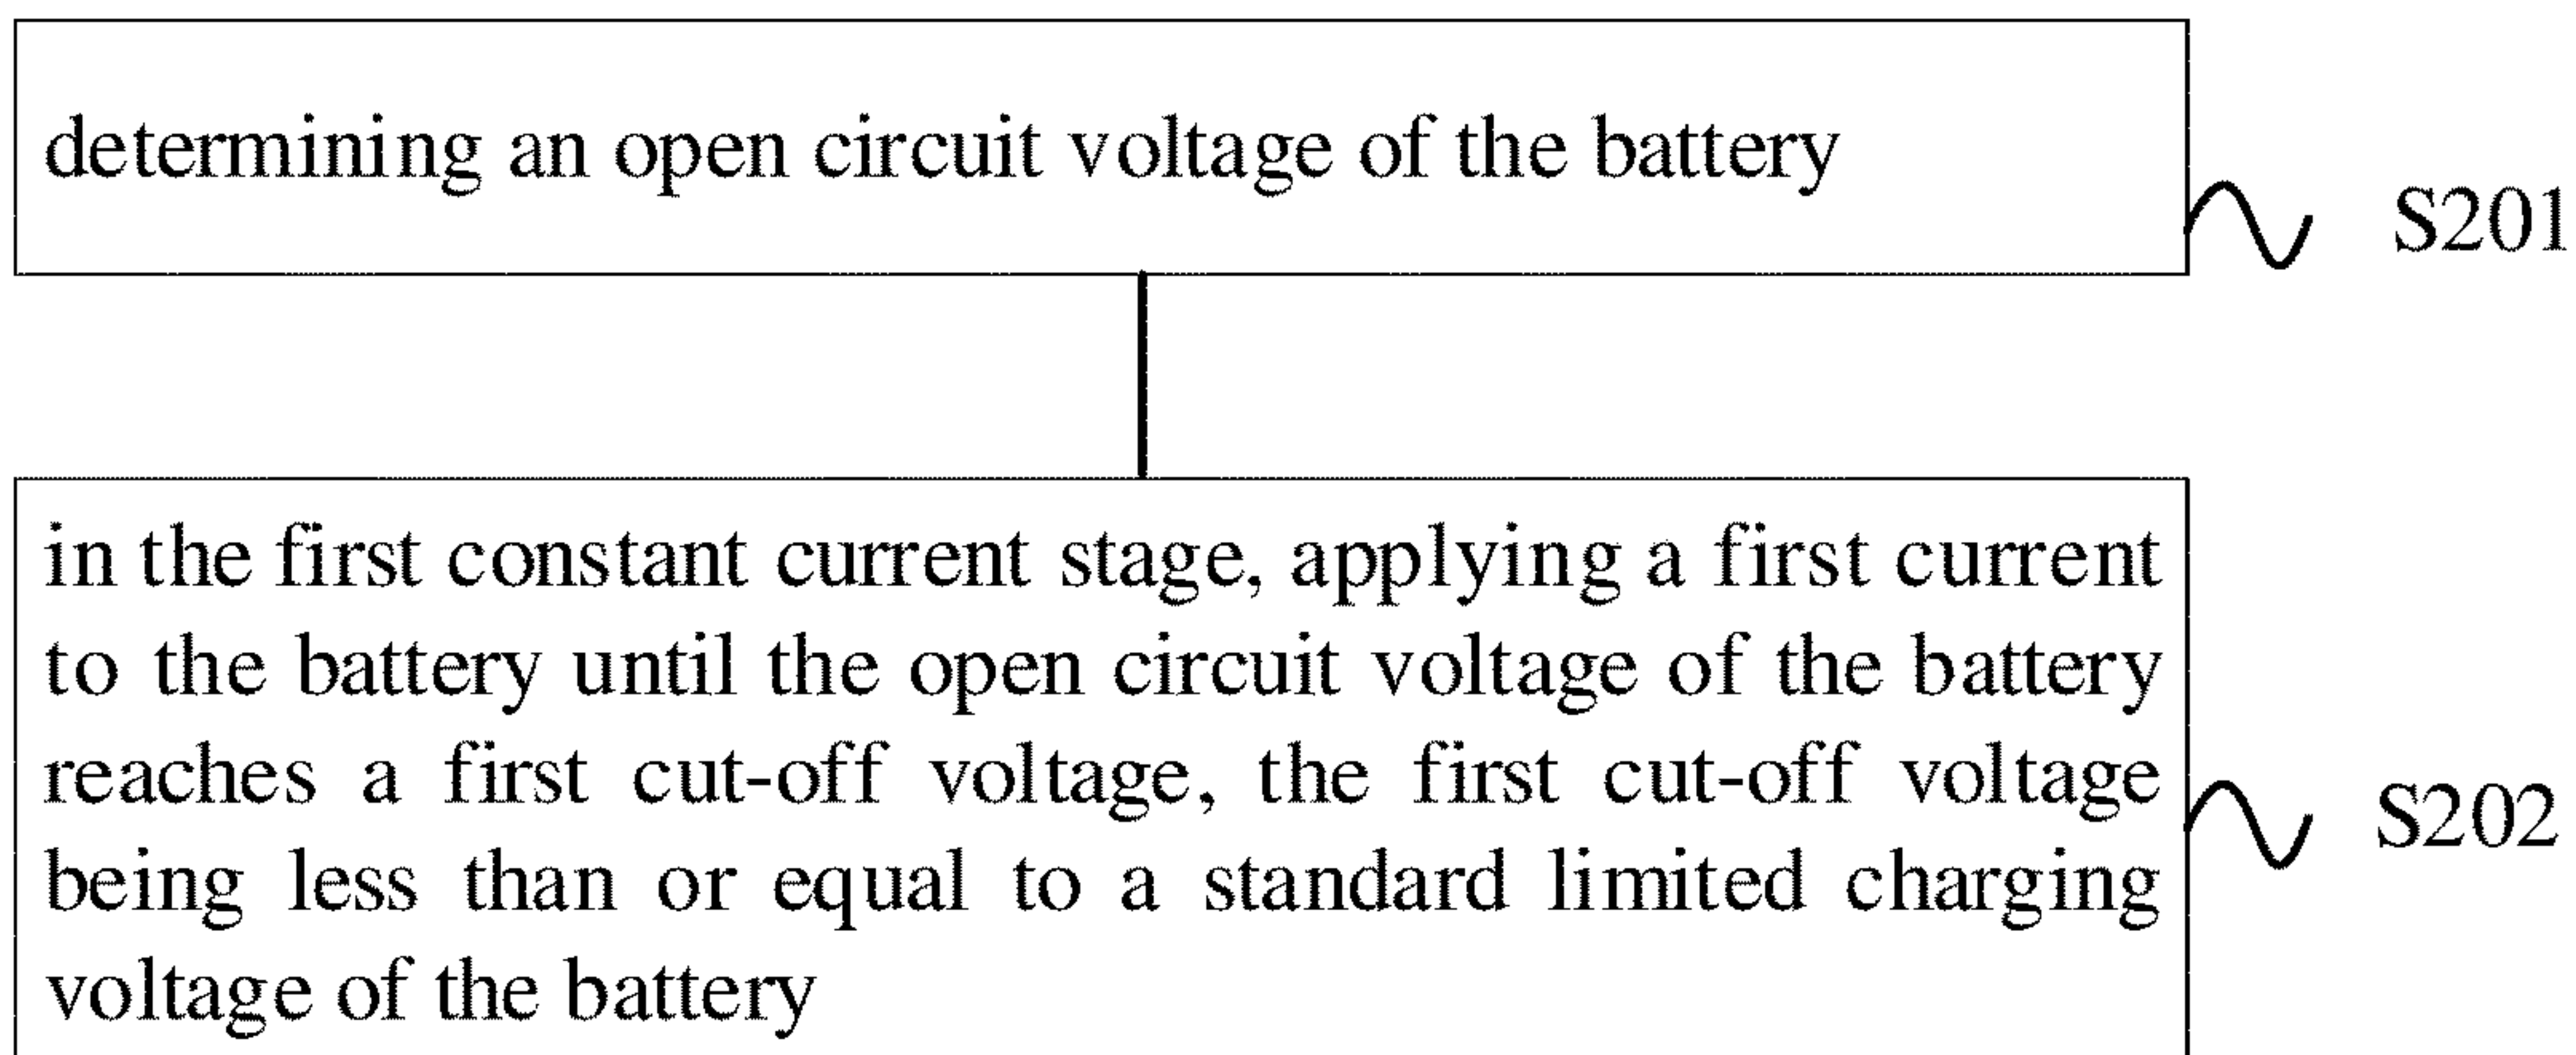 determining an open circuit voltage of the battery
S201
in the first constant current stage, applying a first current
to the battery until the open circuit voltage of the battery
reaches a first cut-off voltage, the first cut-off voltage
being less than or equal to a standard limited charging
voltage of the battery
S202